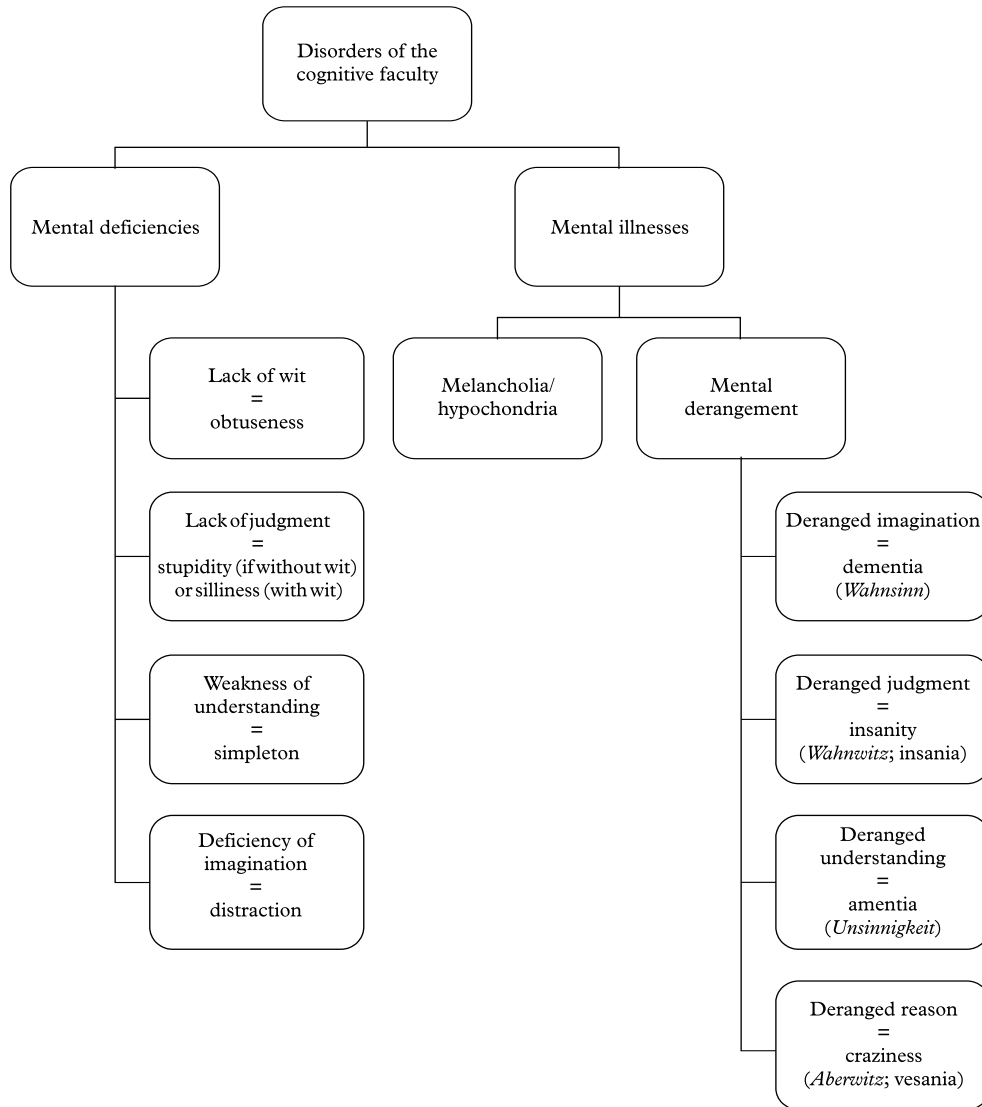 Disorders of the
cognitive faculty
Mental deficiencies
Mental illnesses
Lack of wit
=
obtuseness
Lack of judgment
=
stupidity (if without wit)
or silliness (with wit)
Weakness of
understanding
=
simpleton
Deficiency of
imagination
=
distraction
Melancholia/
hypochondria
Mental
derangement
Deranged imagination
=
dementia
(Wahnsinn)
Deranged judgment
=
insanity
(Wahnwitz; insania)
Deranged
understanding
=
amentia
(Unsinnigkeit)
Deranged reason
=
craziness
(Aberwitz; vesania)